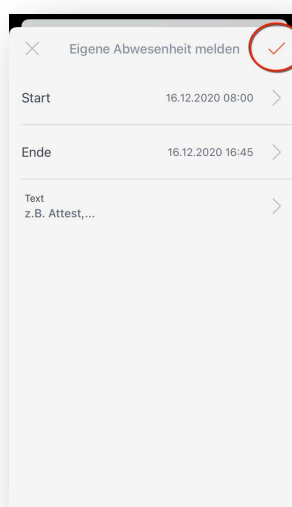 Eigene Abwesenheit melden
Start 16.12.2020 08:00
Ende 16.12.2020 16:45
Text
z.B. Attest,...